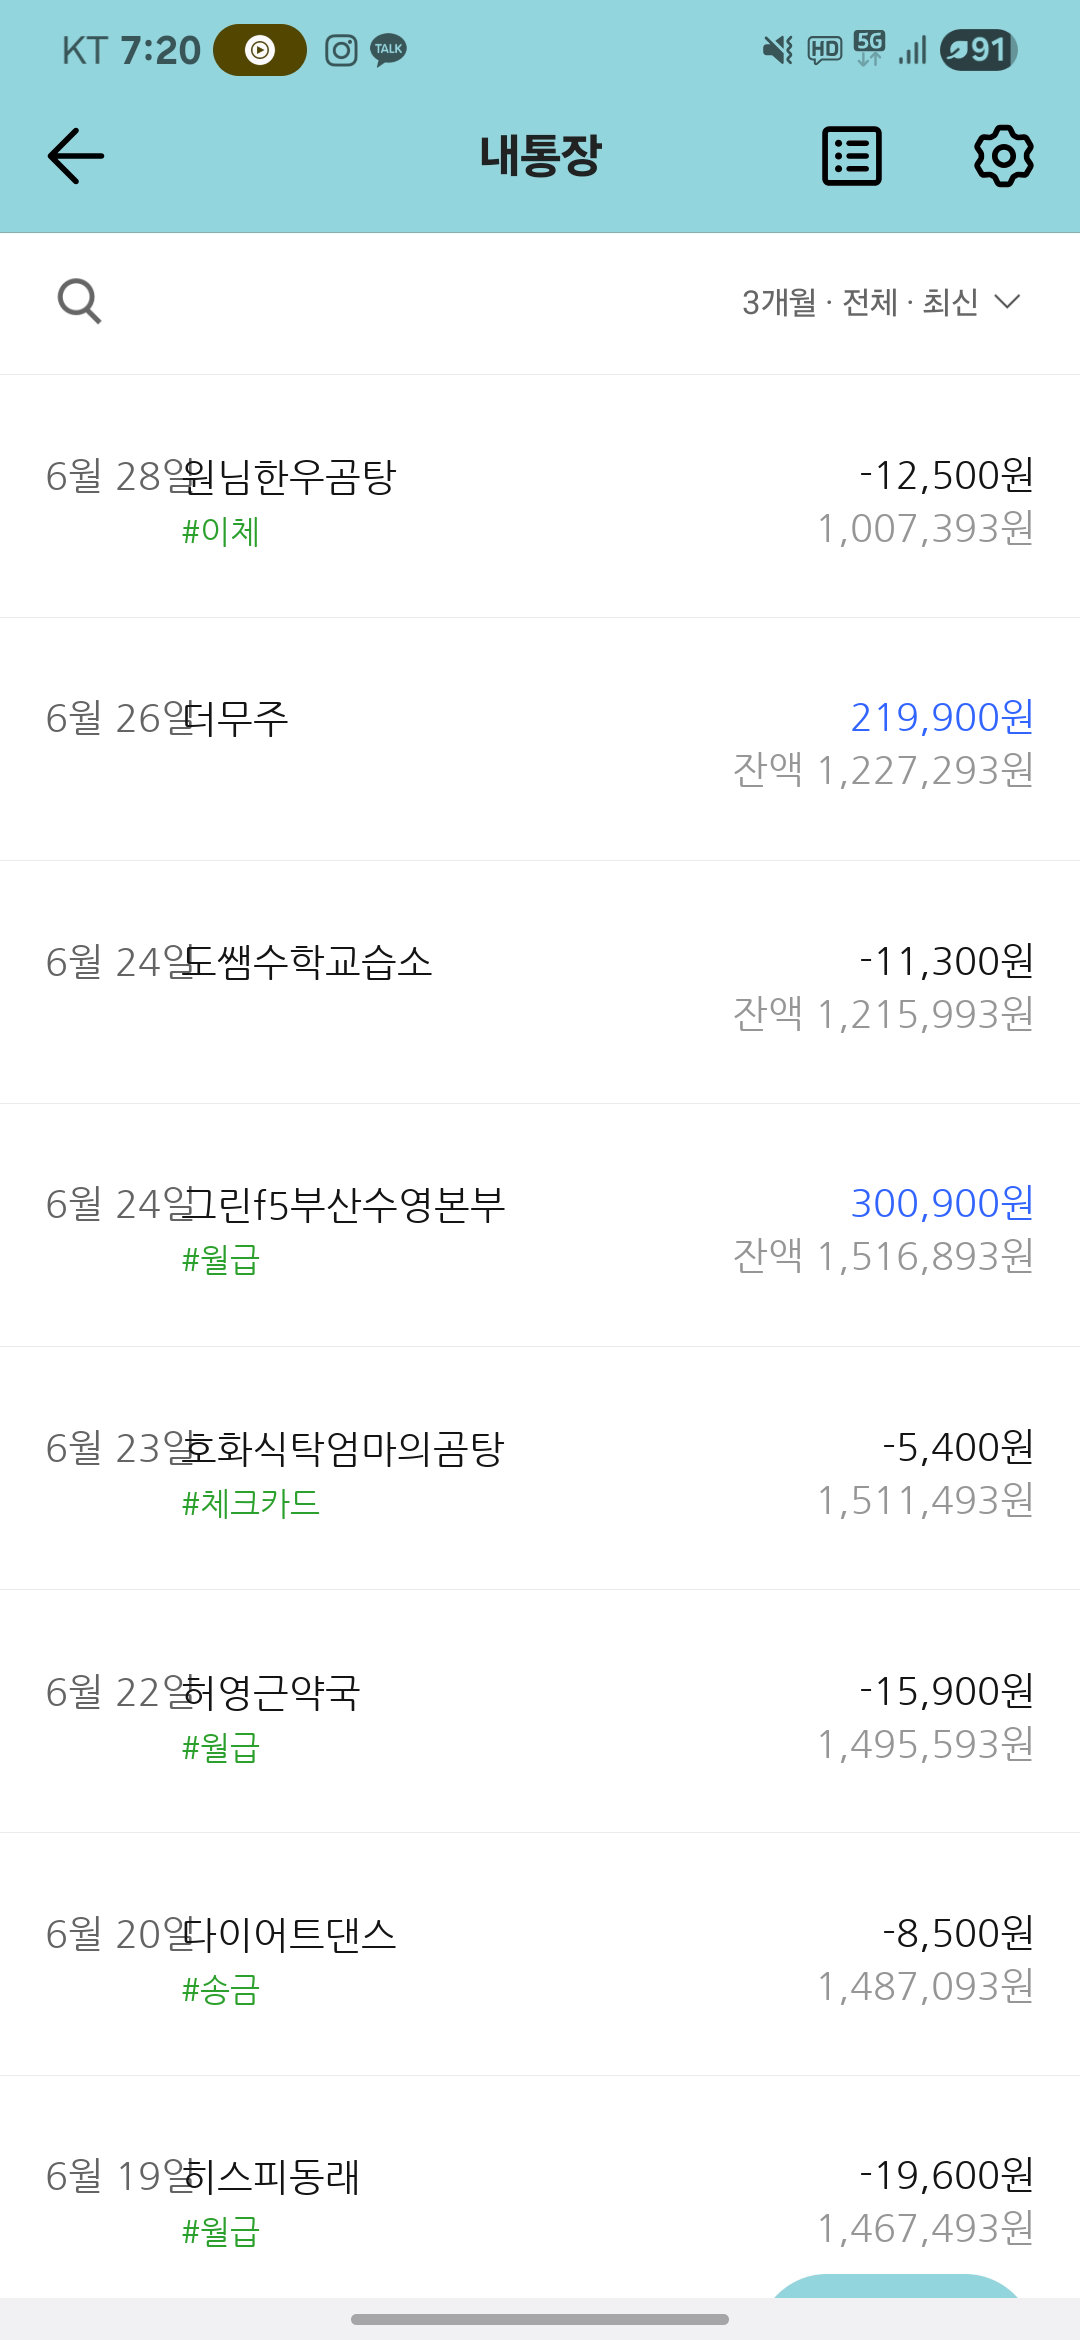 KT 7:20 TALK HD 5G 91
내통장
3개월 · 전체 · 최신
6월 28일 원님한우곰탕 -12,500원
#이체 1,007,393원
6월 26일 더무주 219,900원
잔액 1,227,293원
6월 24일 도쌤수학교습소 -11,300원
잔액 1,215,993원
6월 24일 그린f5부산수영본부 300,900원
#월급 잔액 1,516,893원
6월 23일 호화식탁엄마의곰탕 -5,400원
#체크카드 1,511,493원
6월 22일 허영근약국 -15,900원
#월급 1,495,593원
6월 20일 다이어트댄스 -8,500원
#송금 1,487,093원
6월 19일 히스피동래 -19,600원
#월급 1,467,493원